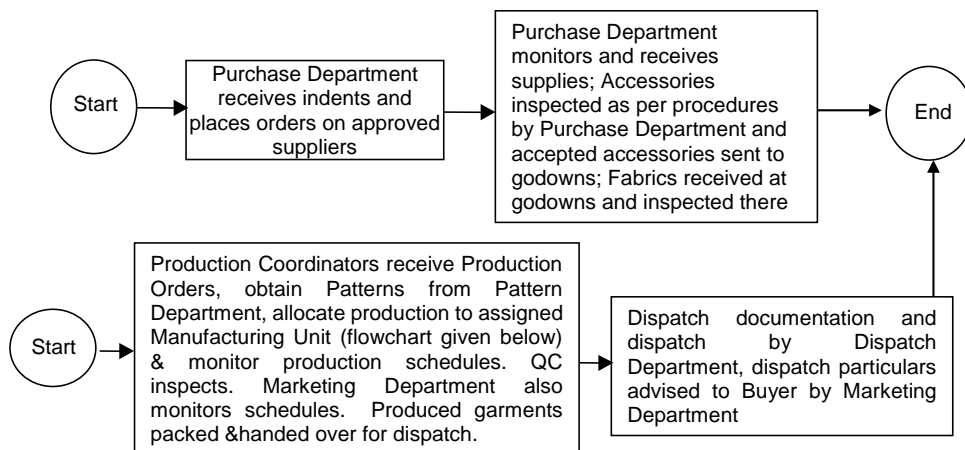 Start
Purchase Department
receives indents and
places orders on approved
suppliers
Purchase Department
monitors and receives
supplies; Accessories
inspected as per procedures
by Purchase Department and
accepted accessories sent to
godowns; Fabrics received at
godowns and inspected there
End
Start
Production Coordinators receive Production
Orders, obtain Patterns from Pattern
Department, allocate production to assigned
Manufacturing Unit (flowchart given below)
& monitor production schedules. QC
inspects. Marketing Department also
monitors schedules. Produced garments
packed &handed over for dispatch.
Dispatch documentation and
dispatch by Dispatch
Department, dispatch particulars
advised to Buyer by Marketing
Department